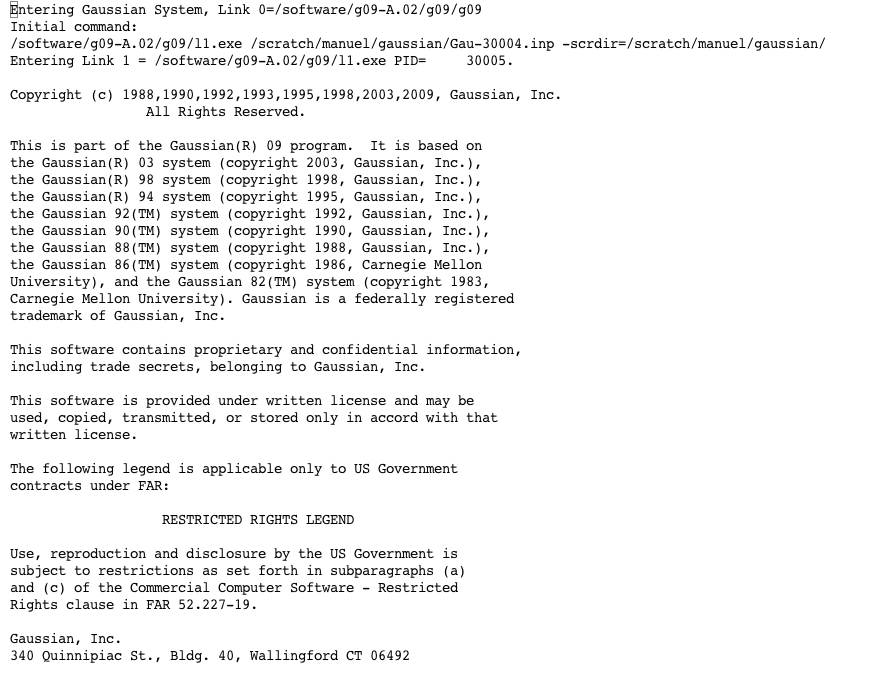 Entering Gaussian System, Link 0=/software/g09-A.02/g09/g09
Initial command:
/software/g09-A.02/g09/l1.exe /scratch/manuel/gaussian/Gau-30004.inp -scrdir=/scratch/manuel/gaussian/
Entering Link 1 = /software/g09-A.02/g09/l1.exe PID=     30005.

Copyright (c) 1988,1990,1992,1993,1995,1998,2003,2009, Gaussian, Inc.
                 All Rights Reserved.

This is part of the Gaussian(R) 09 program.  It is based on
the Gaussian(R) 03 system (copyright 2003, Gaussian, Inc.),
the Gaussian(R) 98 system (copyright 1998, Gaussian, Inc.),
the Gaussian(R) 94 system (copyright 1995, Gaussian, Inc.),
the Gaussian 92(TM) system (copyright 1992, Gaussian, Inc.),
the Gaussian 90(TM) system (copyright 1990, Gaussian, Inc.),
the Gaussian 88(TM) system (copyright 1988, Gaussian, Inc.),
the Gaussian 86(TM) system (copyright 1986, Carnegie Mellon
University), and the Gaussian 82(TM) system (copyright 1983,
Carnegie Mellon University). Gaussian is a federally registered
trademark of Gaussian, Inc.

This software contains proprietary and confidential information,
including trade secrets, belonging to Gaussian, Inc.

This software is provided under written license and may be
used, copied, transmitted, or stored only in accord with that
written license.

The following legend is applicable only to US Government
contracts under FAR:

                   RESTRICTED RIGHTS LEGEND

Use, reproduction and disclosure by the US Government is
subject to restrictions as set forth in subparagraphs (a)
and (c) of the Commercial Computer Software - Restricted
Rights clause in FAR 52.227-19.

Gaussian, Inc.
340 Quinnipiac St., Bldg. 40, Wallingford CT 06492